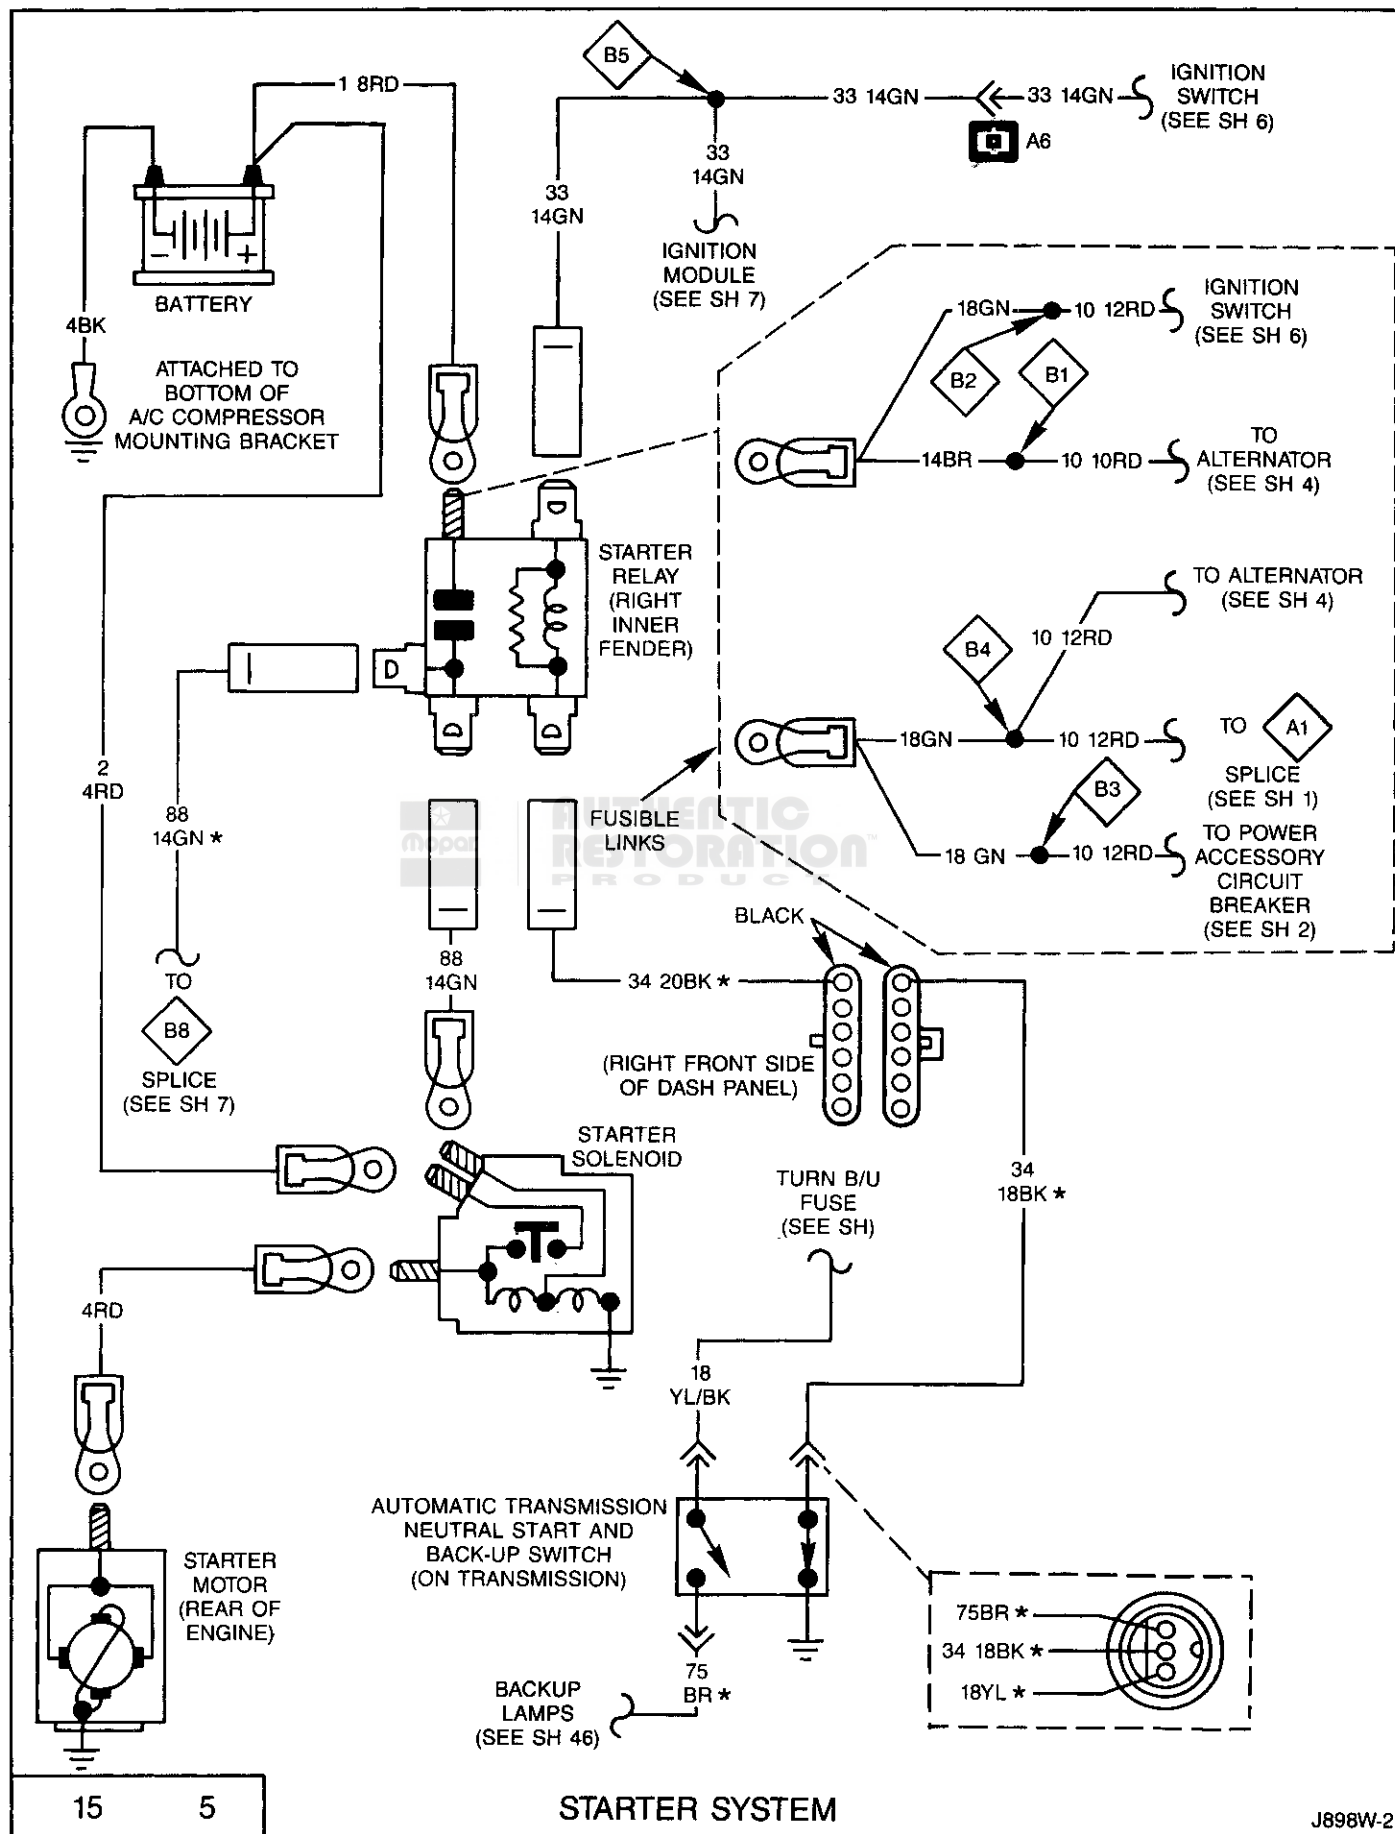 B5
1 8RD
33 14GN
33 14GN
IGNITION
SWITCH
(SEE SH 6)
A6
33
14GN
33
14GN
IGNITION
MODULE
(SEE SH 7)
- +
BATTERY
4BK
ATTACHED TO
BOTTOM OF
A/C COMPRESSOR
MOUNTING BRACKET
18GN
10 12RD
IGNITION
SWITCH
(SEE SH 6)
B2
B1
14BR
10 10RD
TO
ALTERNATOR
(SEE SH 4)
STARTER
RELAY
(RIGHT
INNER
FENDER)
TO ALTERNATOR
(SEE SH 4)
10 12RD
B4
18GN
10 12RD
TO
A1
SPLICE
(SEE SH 1)
B3
2
4RD
88
14GN *
FUSIBLE
LINKS
18 GN
10 12RD
TO POWER
ACCESSORY
CIRCUIT
BREAKER
(SEE SH 2)
Mopar
AUTHENTIC
RESTORATION™
PRODUCT
BLACK
TO
B8
SPLICE
(SEE SH 7)
88
14GN
34 20BK *
(RIGHT FRONT SIDE
OF DASH PANEL)
STARTER
SOLENOID
TURN B/U
FUSE
(SEE SH)
34
18BK *
4RD
18
YL/BK
AUTOMATIC TRANSMISSION
NEUTRAL START AND
BACK-UP SWITCH
(ON TRANSMISSION)
STARTER
MOTOR
(REAR OF
ENGINE)
75BR *
34 18BK *
18YL *
75
BR *
BACKUP
LAMPS
(SEE SH 46)
15 5
STARTER SYSTEM
J898W-2